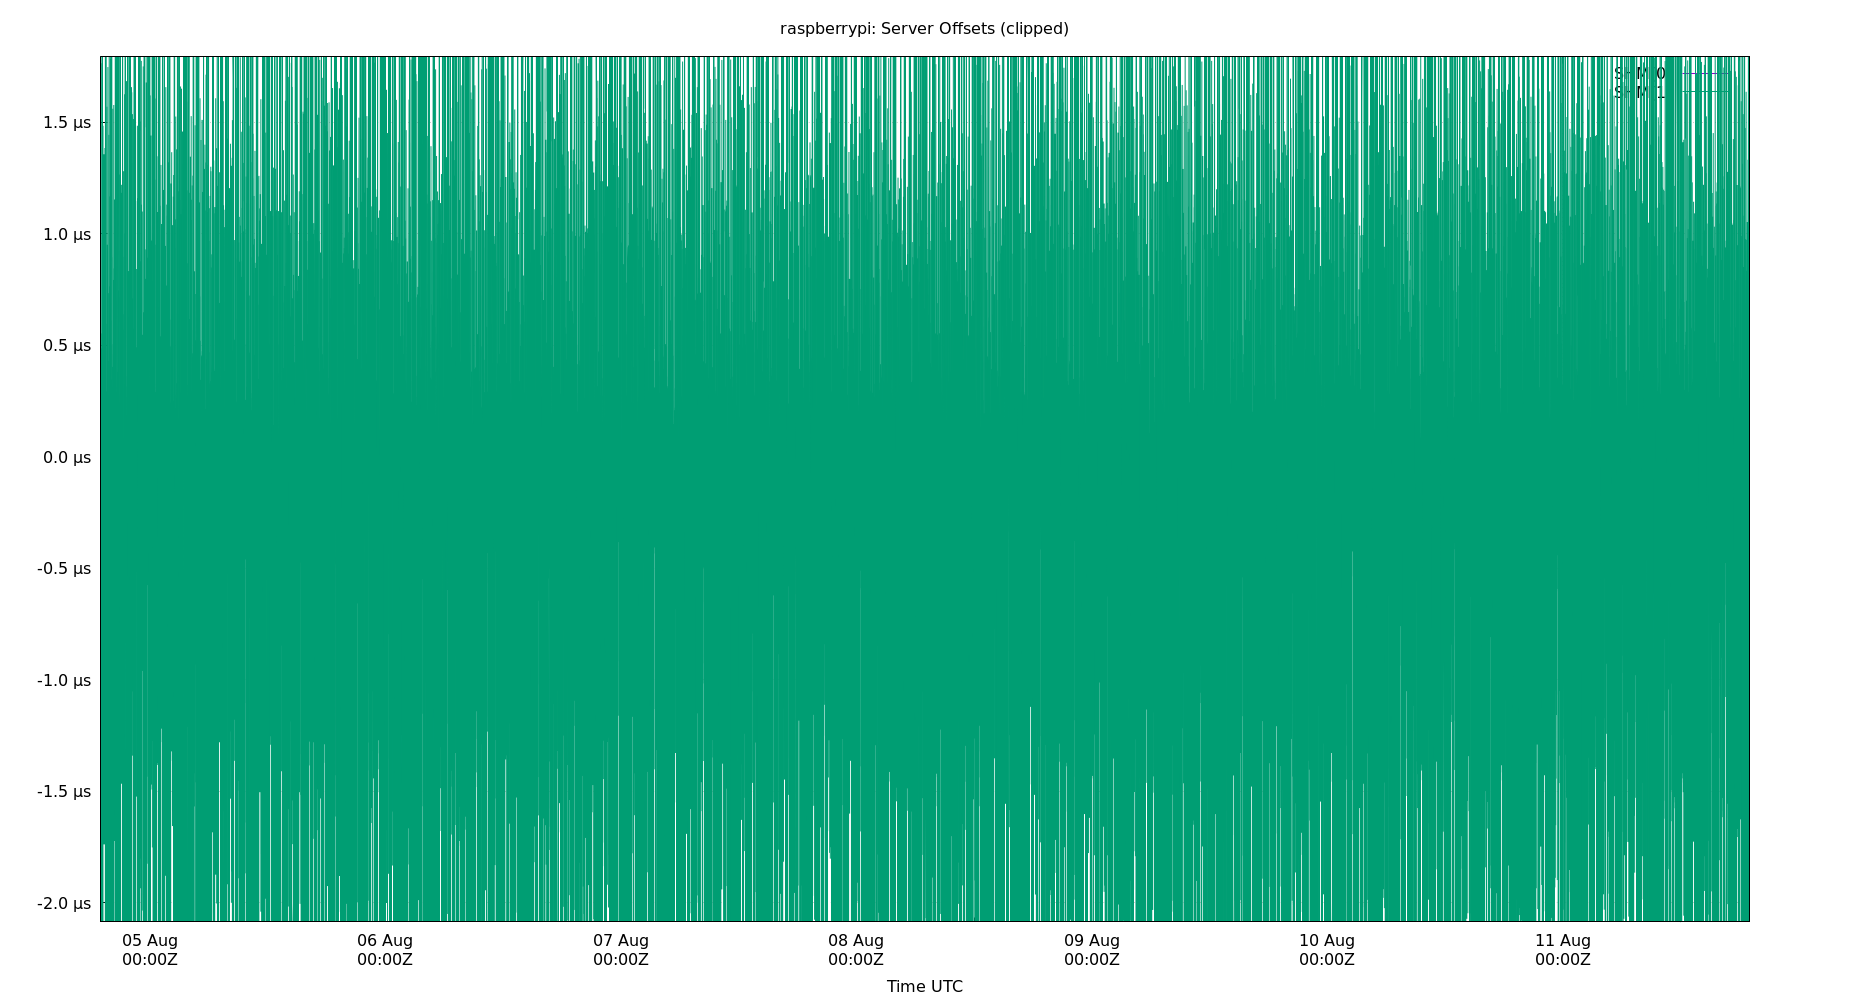 raspberrypi: Server Offsets (clipped)
1.5 µs
1.0 µs
0.5 µs
0.0 µs
-0.5 µs
-1.0 µs
-1.5 µs
-2.0 µs
05 Aug 06 Aug 07 Aug 08 Aug 09 Aug 10 Aug 11 Aug
00:00Z 00:00Z 00:00Z 00:00Z 00:00Z 00:00Z 00:00Z
Time UTC